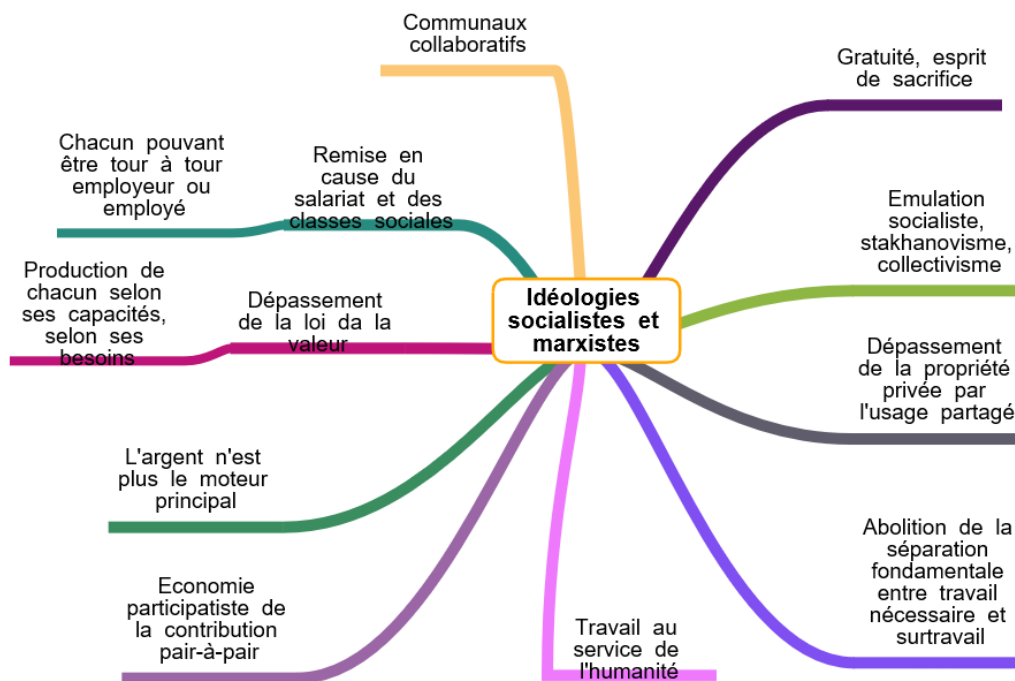 Communaux
collaboratifs
Gratuité, esprit
de sacrifice
Chacun pouvant
être tour à tour
employeur ou
employé
Remise en
cause du
salariat et des
classes sociales
Emulation
socialiste,
stakhanovisme,
collectivisme
Production de
chacun selon
ses capacités,
selon ses
besoins
Dépassement
de la loi da la
valeur
Idéologies
socialistes et
marxistes
Dépassement
de la propriété
privée par
l'usage partagé
L'argent n'est
plus le moteur
principal
Abolition de la
séparation
fondamentale
entre travail
nécessaire et
surtravail
Economie
participatiste de
la contribution
pair-à-pair
Travail au
service de
l'humanité